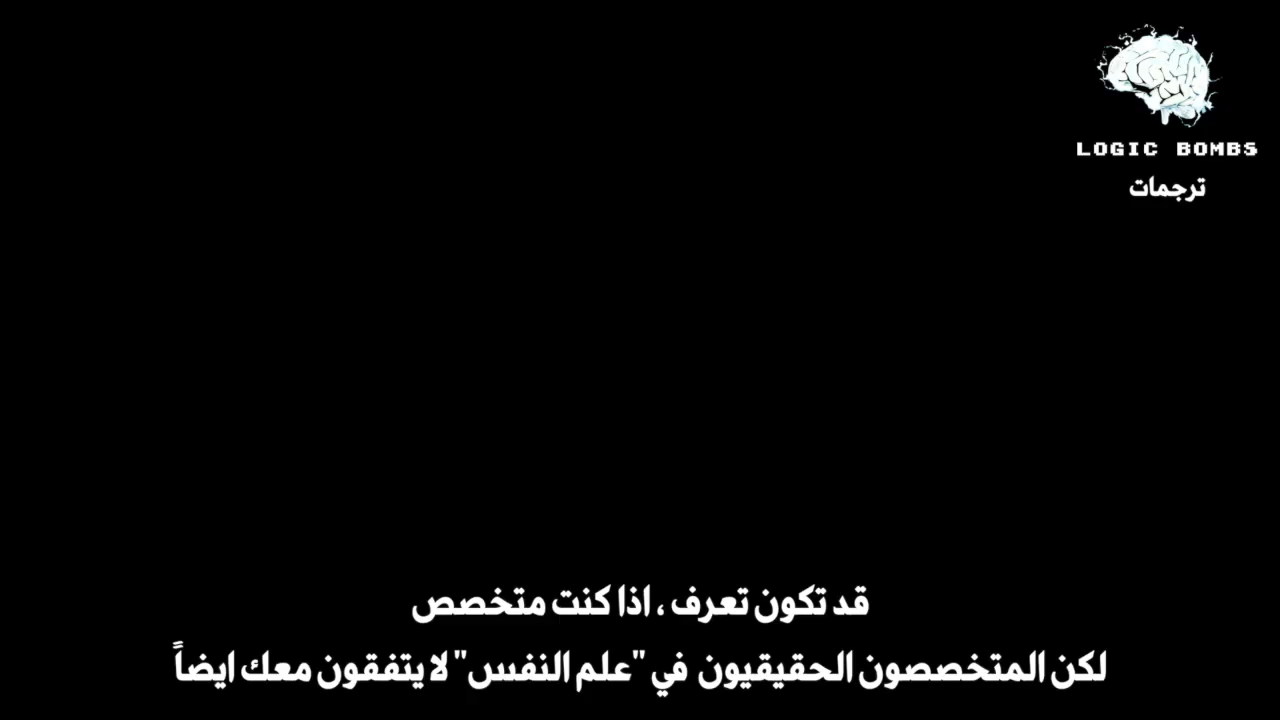 LOGIC BOMBS
ترجمات
قد تكون تعرف ، اذا كنت متخصص
لكن المتخصصون الحقيقيون في "علم النفس" لا يتفقون معك ايضاً